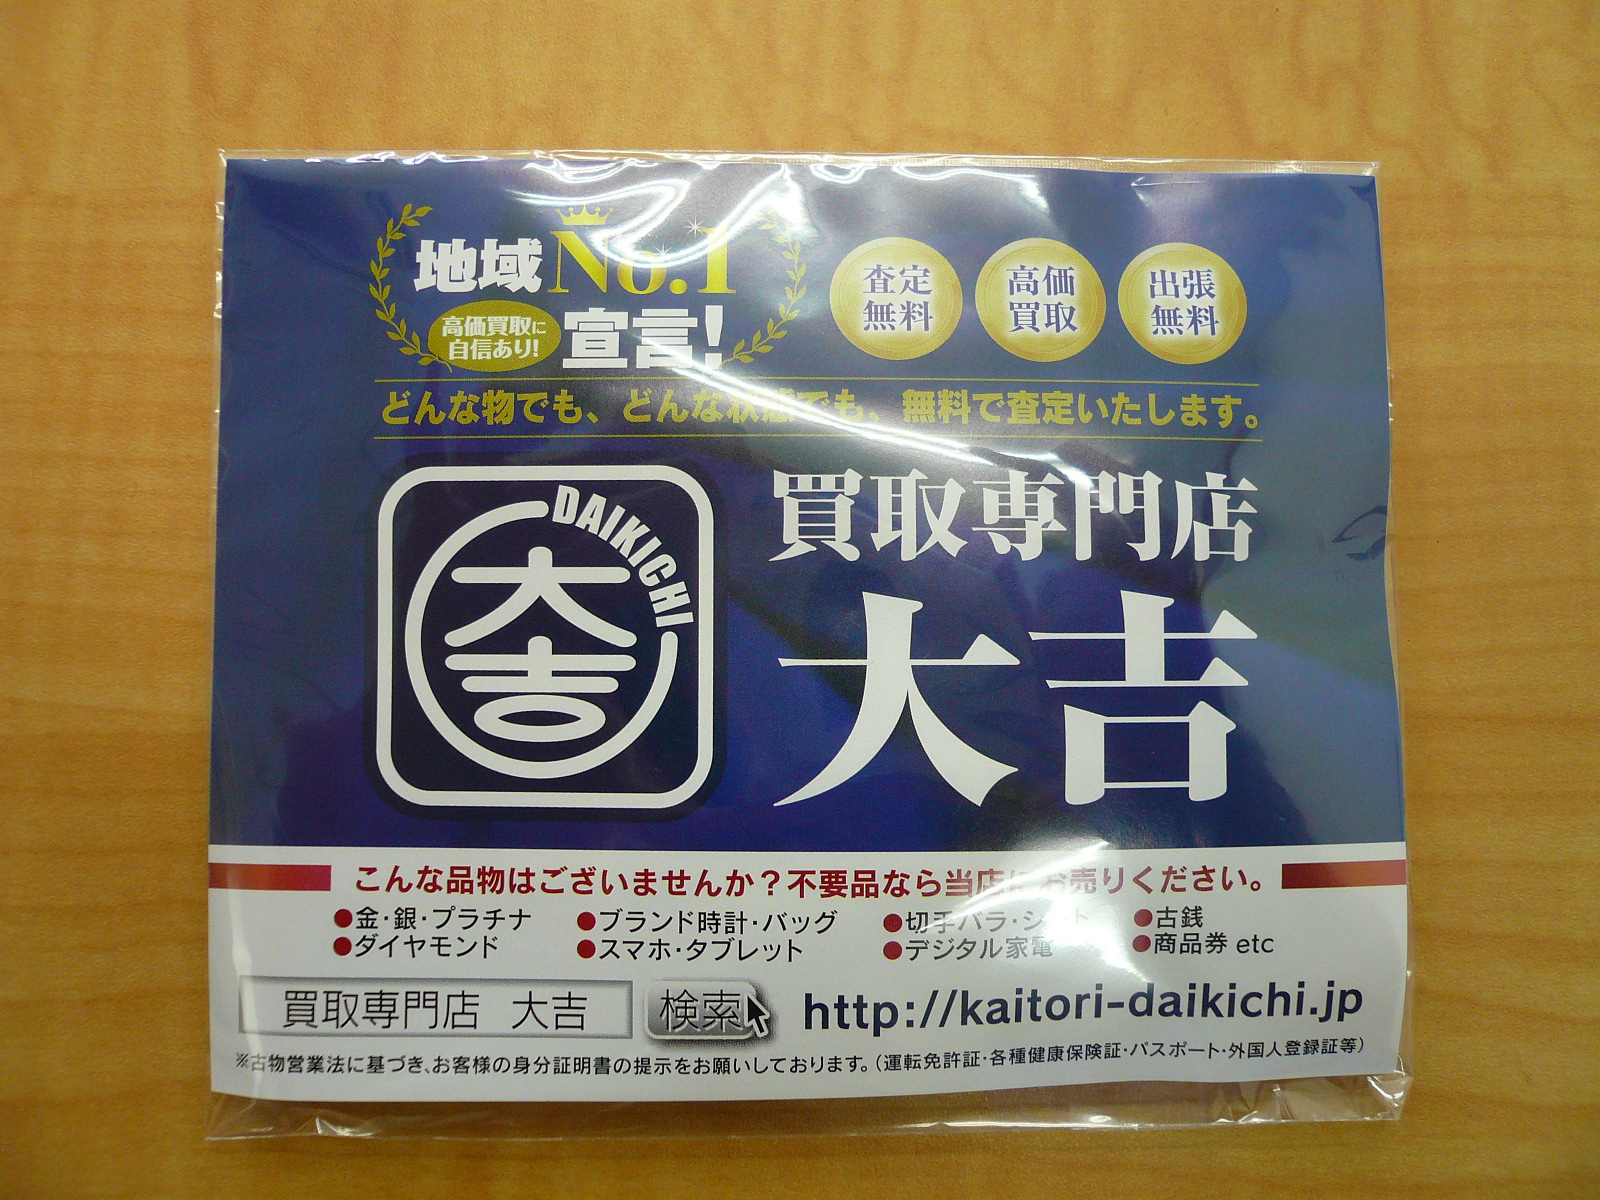 地域No.1
高価買取に
自信あり!
宣言!
査定
無料
高価
買取
出張
無料
どんな物でも、どんな状態でも、無料で査定いたします。
DAIKICHI
大吉
買取専門店
大吉
こんな品物はございませんか？不要品なら当店にお売りください。
●金・銀・プラチナ ●ブランド時計・バッグ ●切手バラ・シート ●古銭
●ダイヤモンド ●スマホ・タブレット ●デジタル家電 ●商品券 etc
買取専門店 大吉 検索 http://kaitori-daikichi.jp
※古物営業法に基づき、お客様の身分証明書の提示をお願いしております。（運転免許証・各種健康保険証・パスポート・外国人登録証等）